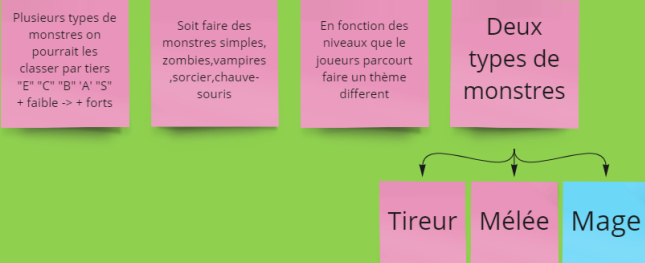 Plusieurs types de
monstres on
pourrait les
classer par tiers
"E" "C" "B" 'A' "S"
+ faible -> + forts
Soit faire des
monstres simples,
zombies,vampires
,sorcier,chauve-
souris
En fonction des
niveaux que le
joueurs parcourt
faire un thème
different
Deux
types de
monstres
Tireur
Mélée
Mage